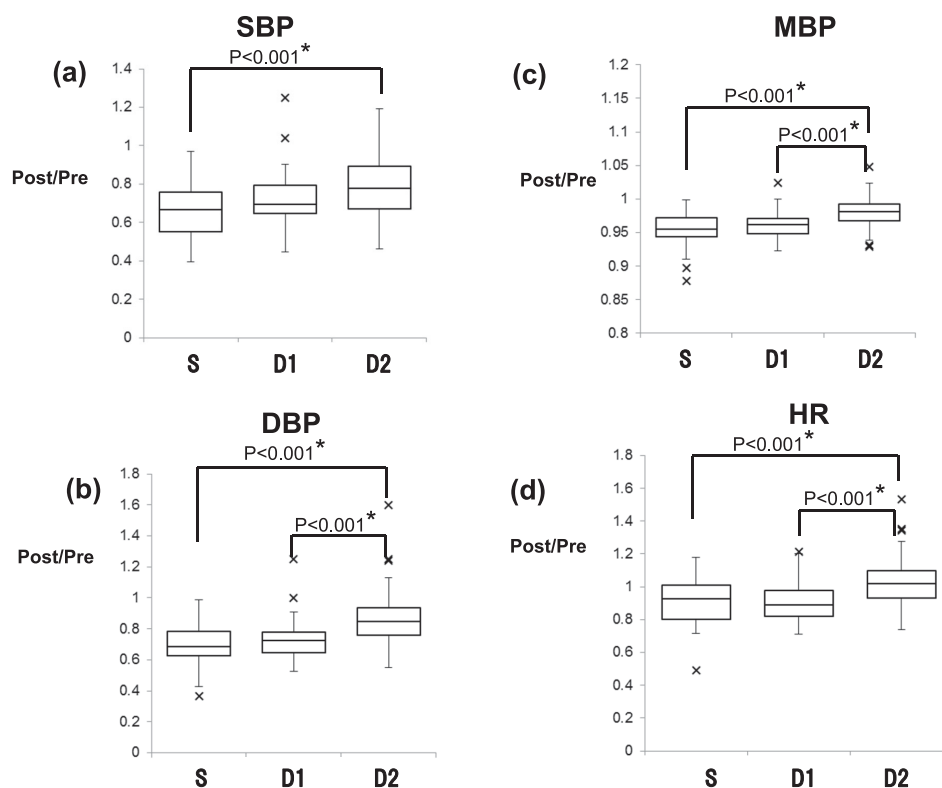 SBP
(a)
P<0.001*
1.4
1.2
1
0.8
0.6
0.4
0.2
0
Post/Pre
S D1 D2
MBP
(c)
1.2
1.15
1.1
1.05
1
0.95
0.9
0.85
0.8
P<0.001*
P<0.001*
Post/Pre
S D1 D2
DBP
(b)
P<0.001*
P<0.001*
1.8
1.6
1.4
1.2
1
0.8
0.6
0.4
0.2
0
Post/Pre
S D1 D2
HR
(d)
P<0.001*
P<0.001*
1.8
1.6
1.4
1.2
1
0.8
0.6
0.4
0.2
0
Post/Pre
S D1 D2